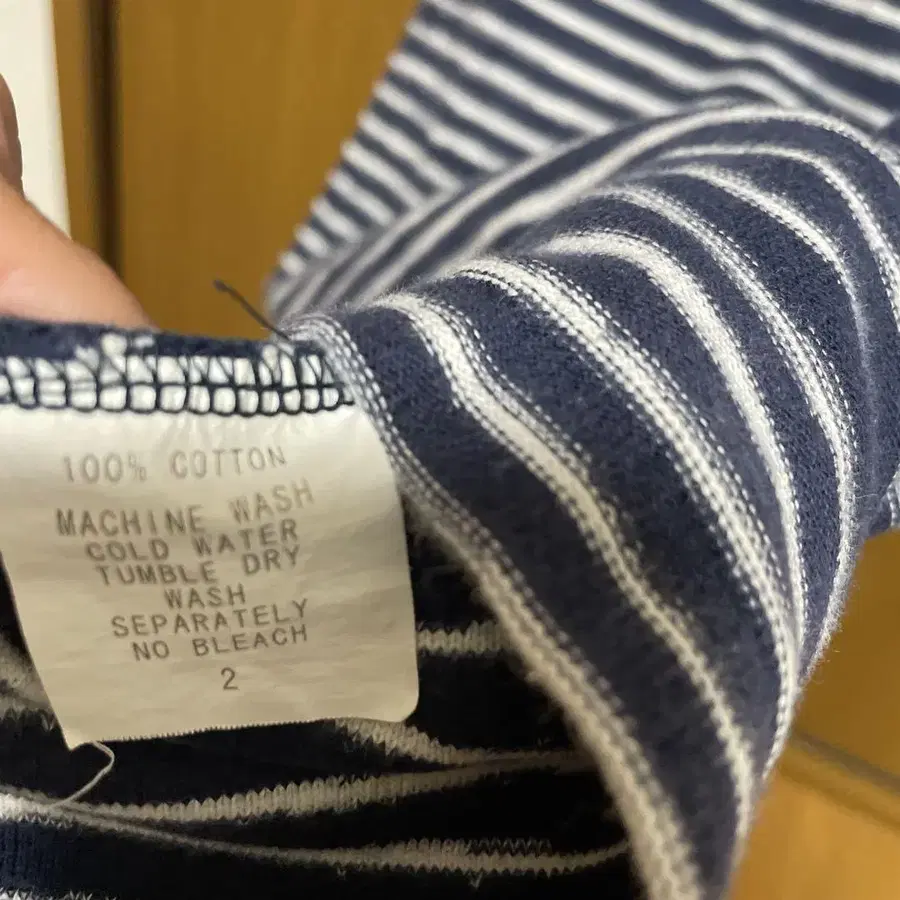 100% COTTON
MACHINE WASH
COLD WATER
TUMBLE DRY
WASH
SEPARATELY
NO BLEACH
2